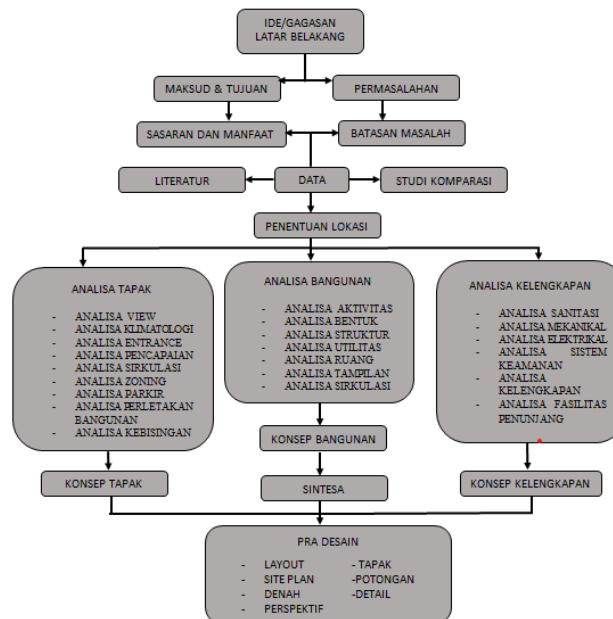 IDE/GAGASAN
LATAR BELAKANG
MAKSUD & TUJUAN
PERMASALAHAN
SASARAN DAN MANFAAT
BATASAN MASALAH
LITERATUR
DATA
STUDI KOMPARASI
PENENTUAN LOKASI
ANALISA TAPAK
- ANALISA VIEW
- ANALISA KLIMATOLOGI
- ANALISA ENTRANCE
- ANALISA PENCAPAIAN
- ANALISA SIRKULASI
- ANALISA ZONING
- ANALISA PARKIR
- ANALISA PERLETAKAN
BANGUNAN
- ANALISA KEBISINGAN
ANALISA BANGUNAN
- ANALISA AKTIVITAS
- ANALISA BENTUK
- ANALISA STRUKTUR
- ANALISA UTILITAS
- ANALISA RUANG
- ANALISA TAMPILAN
- ANALISA SIRKULASI
ANALISA KELENGKAPAN
- ANALISA SANITASI
- ANALISA MEKANIKAL
- ANALISA ELEKTRIKAL
- ANALISA SISTEM
KEAMANAN
- ANALISA
KELENGKAPAN
- ANALISA FASILITAS
PENUNJANG
KONSEP TAPAK
KONSEP BANGUNAN
SINTESA
KONSEP KELENGKAPAN
PRA DESAIN
- LAYOUT - TAPAK
- SITE PLAN -POTONGAN
- DENAH -DETAIL
- PERSPEKTIF